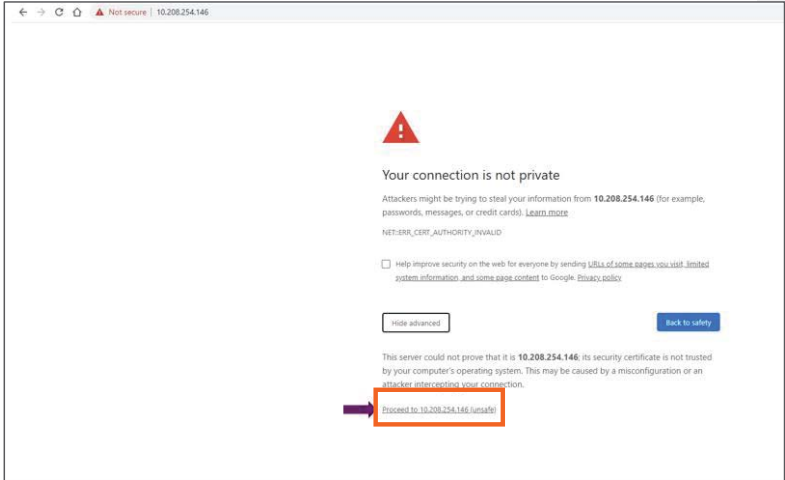 Not secure | 10.208.254.146
Your connection is not private
Attackers might be trying to steal your information from 10.208.254.146 (for example,
passwords, messages, or credit cards). Learn more
NET::ERR_CERT_AUTHORITY_INVALID
Help improve security on the web for everyone by sending URLs of some pages you visit, limited
system information, and some page content to Google. Privacy policy
Hide advanced
Back to safety
This server could not prove that it is 10.208.254.146; its security certificate is not trusted
by your computer's operating system. This may be caused by a misconfiguration or an
attacker intercepting your connection.
Proceed to 10.208.254.146 (unsafe)